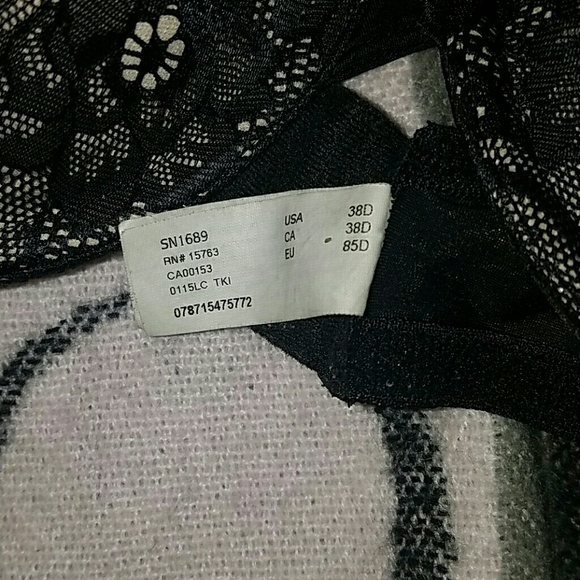 SN1689
RN# 15763
CA00153
0115LC TKI
078715475772
USA 38D
CA 38D
EU 85D